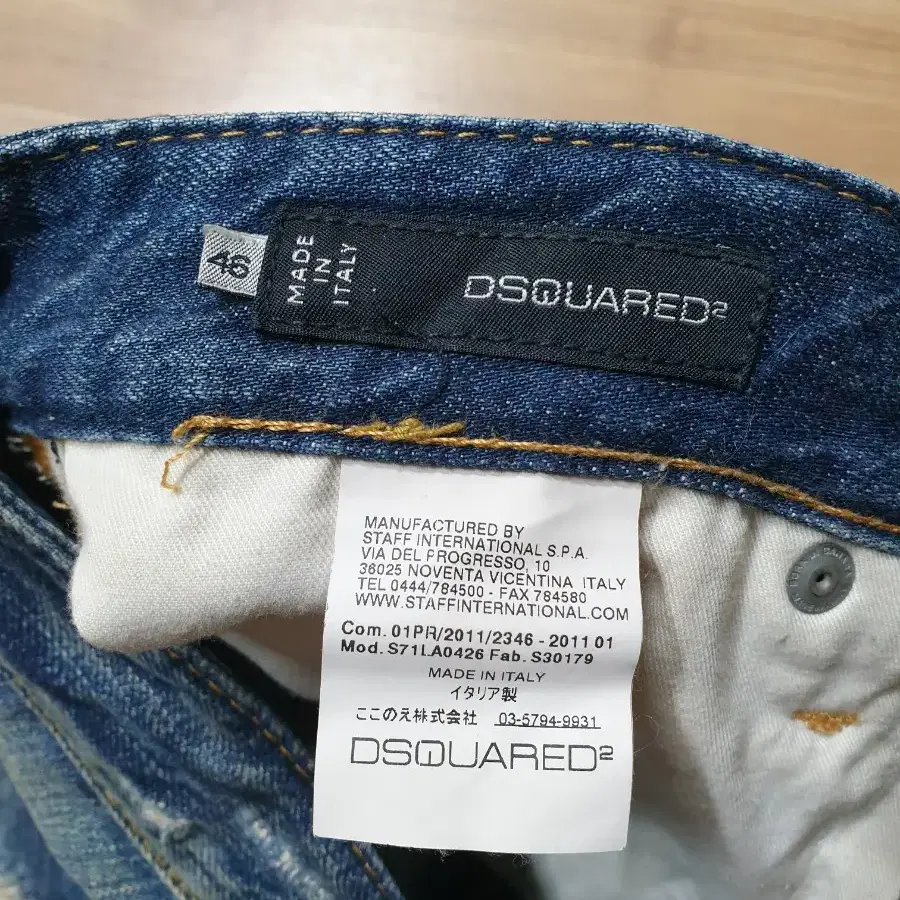 46
MADE
IN
ITALY
DSQUARED2
MANUFACTURED BY
STAFF INTERNATIONAL S.P.A.
VIA DEL PROGRESSO, 10
36025 NOVENTA VICENTINA ITALY
TEL 0444/784500 - FAX 784580
WWW.STAFFINTERNATIONAL.COM
Com. 01PR/2011/2346 - 2011 01
Mod. S71LA0426 Fab. S30179
MADE IN ITALY
イタリア製
ここのえ株式会社 03-5794-9931
DSQUARED2